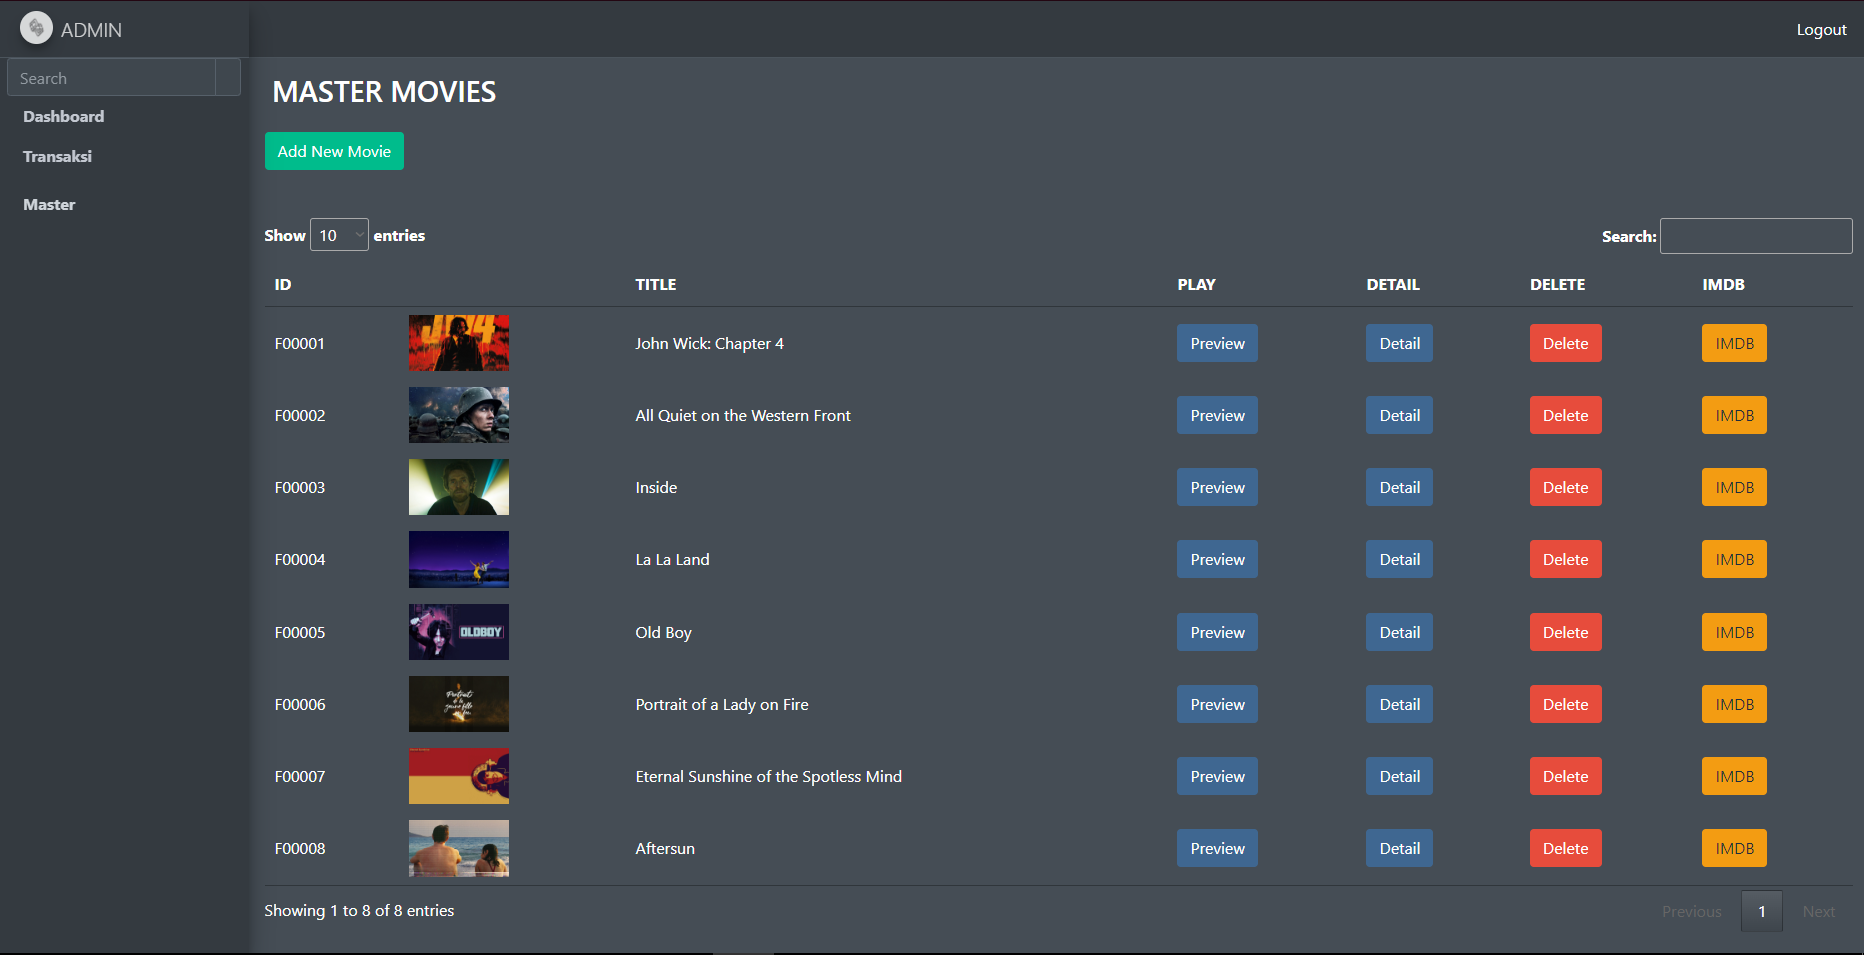 ADMIN
Logout
Search
Dashboard
Transaksi
Master
MASTER MOVIES
Add New Movie
Show 10 entries
Search:
ID TITLE PLAY DETAIL DELETE IMDB
F00001 JW4 John Wick: Chapter 4 Preview Detail Delete IMDB
F00002 All Quiet on the Western Front Preview Detail Delete IMDB
F00003 Inside Preview Detail Delete IMDB
F00004 La La Land Preview Detail Delete IMDB
F00005 OLDBOY Old Boy Preview Detail Delete IMDB
F00006 Portrait of a Lady on Fire Preview Detail Delete IMDB
F00007 Eternal Sunshine of the Spotless Mind Preview Detail Delete IMDB
F00008 Aftersun Preview Detail Delete IMDB
Showing 1 to 8 of 8 entries
Previous 1 Next